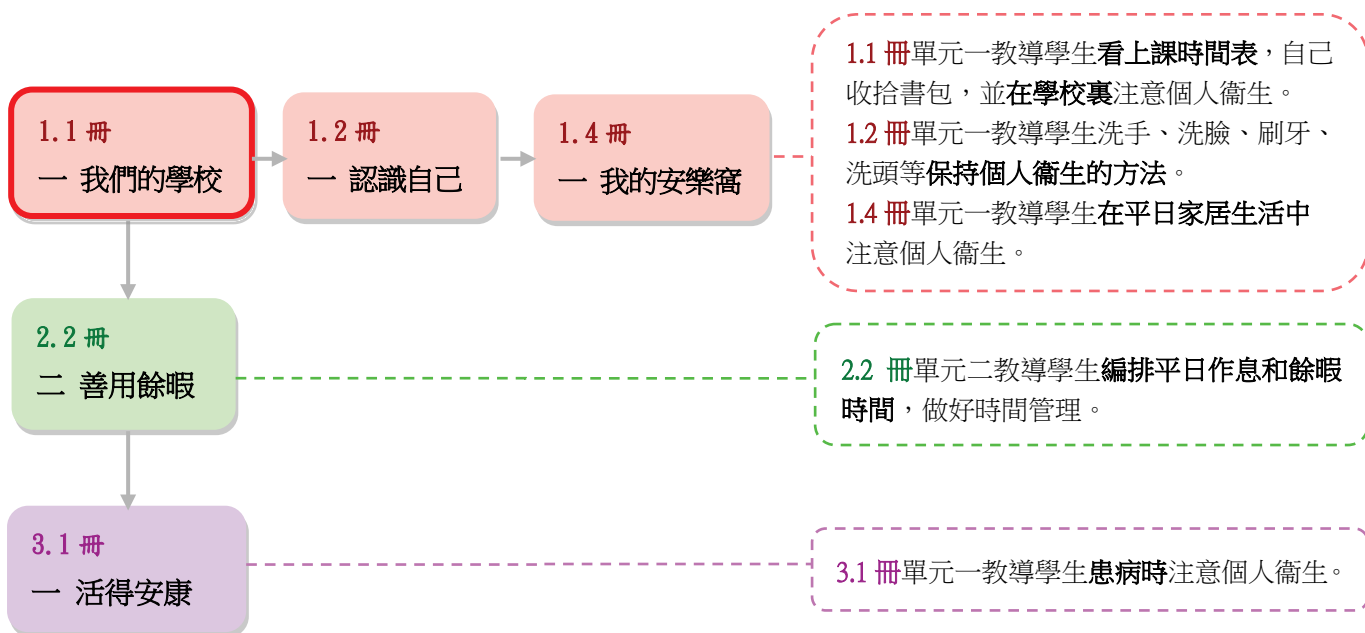 1.1 冊
一 我們的學校
1.2 冊
一 認識自己
1.4 冊
一 我的安樂窩
1.1 冊單元一教導學生看上課時間表，自己
收拾書包，並在學校裏注意個人衞生。
1.2 冊單元一教導學生洗手、洗臉、刷牙、
洗頭等保持個人衞生的方法。
1.4 冊單元一教導學生在平日家居生活中
注意個人衞生。
2.2 冊
二 善用餘暇
2.2 冊單元二教導學生編排平日作息和餘暇
時間，做好時間管理。
3.1 冊
一 活得安康
3.1 冊單元一教導學生患病時注意個人衞生。